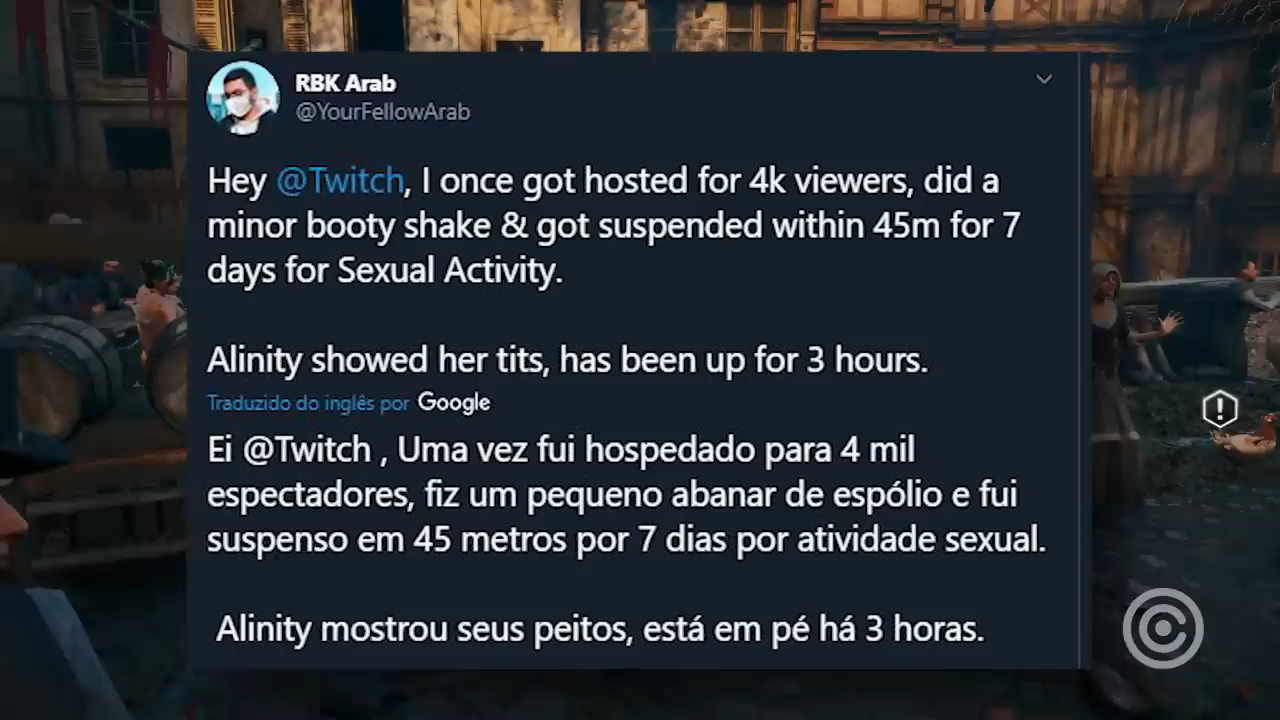 RBK Arab
@YourFellowArab
Hey @Twitch, I once got hosted for 4k viewers, did a
minor booty shake & got suspended within 45m for 7
days for Sexual Activity.
Alinity showed her tits, has been up for 3 hours.
Traduzido do inglês por Google
Ei @Twitch , Uma vez fui hospedado para 4 mil
espectadores, fiz um pequeno abanar de espólio e fui
suspenso em 45 metros por 7 dias por atividade sexual.
Alinity mostrou seus peitos, está em pé há 3 horas.